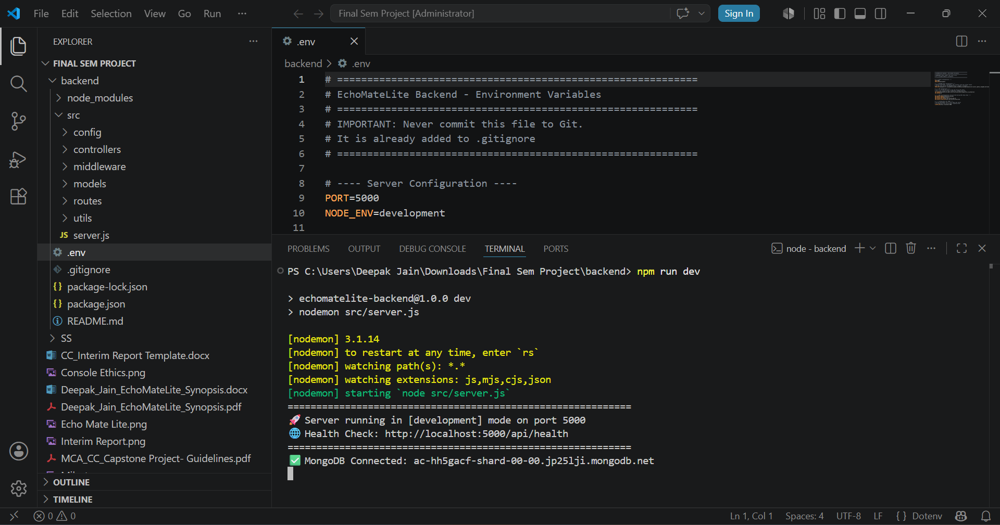 File Edit Selection View Go Run ···
Final Sem Project [Administrator]
Sign In
EXPLORER
FINAL SEM PROJECT
backend
node_modules
src
config
controllers
middleware
models
routes
utils
JS server.js
.env
.gitignore
{} package-lock.json
{} package.json
README.md
SS
CC_Interim Report Template.docx
Console Ethics.png
Deepak_Jain_EchoMateLite_Synopsis.docx
Deepak_Jain_EchoMateLite_Synopsis.pdf
Echo Mate Lite.png
Interim Report.png
MCA_CC_Capstone Project- Guidelines.pdf
OUTLINE
TIMELINE
.env
backend > .env
1 # ============================================================
2 # EchoMateLite Backend - Environment Variables
3 # ============================================================
4 # IMPORTANT: Never commit this file to Git.
5 # It is already added to .gitignore
6 # ============================================================
7
8 # ---- Server Configuration ----
9 PORT=5000
10 NODE_ENV=development
11
PROBLEMS OUTPUT DEBUG CONSOLE TERMINAL PORTS
node - backend
PS C:\Users\Deepak Jain\Downloads\Final Sem Project\backend> npm run dev
> echomatelite-backend@1.0.0 dev
> nodemon src/server.js
[nodemon] 3.1.14
[nodemon] to restart at any time, enter `rs`
[nodemon] watching path(s): *.*
[nodemon] watching extensions: js,mjs,cjs,json
[nodemon] starting `node src/server.js`
============================================================
🚀 Server running in [development] mode on port 5000
🌐 Health Check: http://localhost:5000/api/health
============================================================
✅ MongoDB Connected: ac-hh5gacf-shard-00-00.jp25lji.mongodb.net
0 0
Ln 1, Col 1 Spaces: 4 UTF-8 LF {} Dotenv